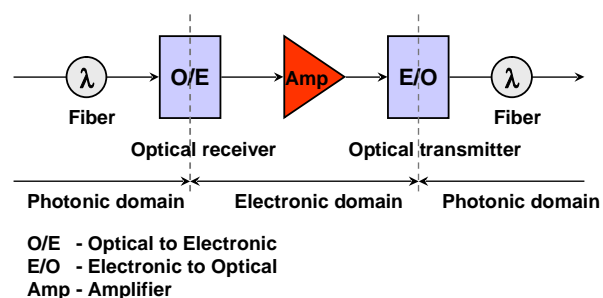 λ O/E Amp E/O λ
Fiber Fiber
Optical receiver Optical transmitter
Photonic domain Electronic domain Photonic domain
O/E - Optical to Electronic
E/O - Electronic to Optical
Amp - Amplifier